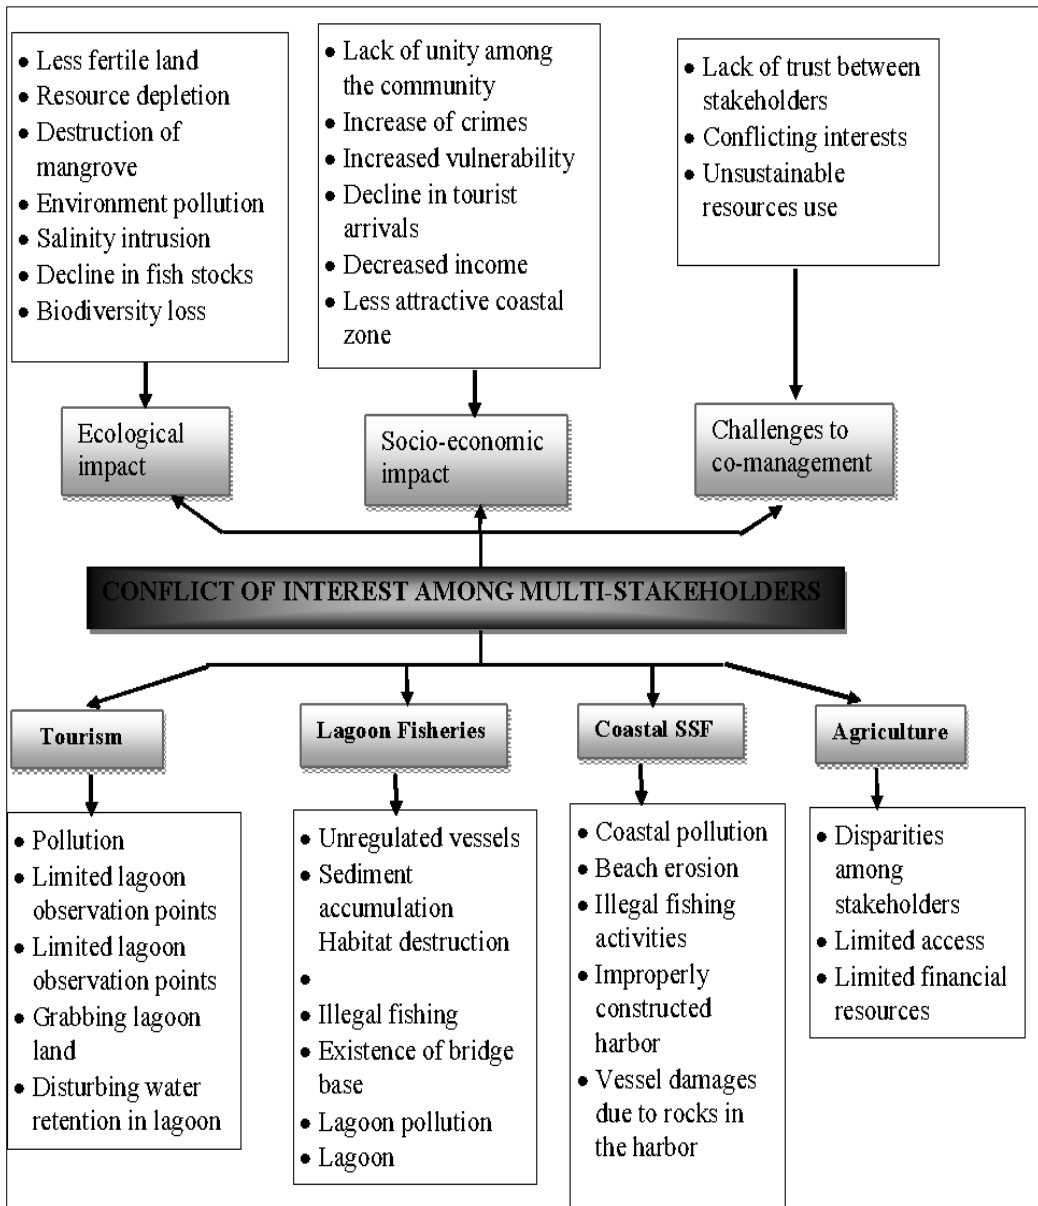 • Less fertile land
• Resource depletion
• Destruction of
mangrove
• Environment pollution
• Salinity intrusion
• Decline in fish stocks
• Biodiversity loss
• Lack of unity among
the community
• Increase of crimes
• Increased vulnerability
• Decline in tourist
arrivals
• Decreased income
• Less attractive coastal
zone
• Lack of trust between
stakeholders
• Conflicting interests
• Unsustainable
resources use
Ecological
impact
Socio-economic
impact
Challenges to
co-management
CONFLICT OF INTEREST AMONG MULTI-STAKEHOLDERS
Tourism
Lagoon Fisheries
Coastal SSF
Agriculture
• Pollution
• Limited lagoon
observation points
• Limited lagoon
observation points
• Grabbing lagoon
land
• Disturbing water
retention in lagoon
• Unregulated vessels
• Sediment
accumulation
Habitat destruction
•
• Illegal fishing
• Existence of bridge
base
• Lagoon pollution
• Lagoon
• Coastal pollution
• Beach erosion
• Illegal fishing
activities
• Improperly
constructed
harbor
• Vessel damages
due to rocks in
the harbor
• Disparities
among
stakeholders
• Limited access
• Limited financial
resources